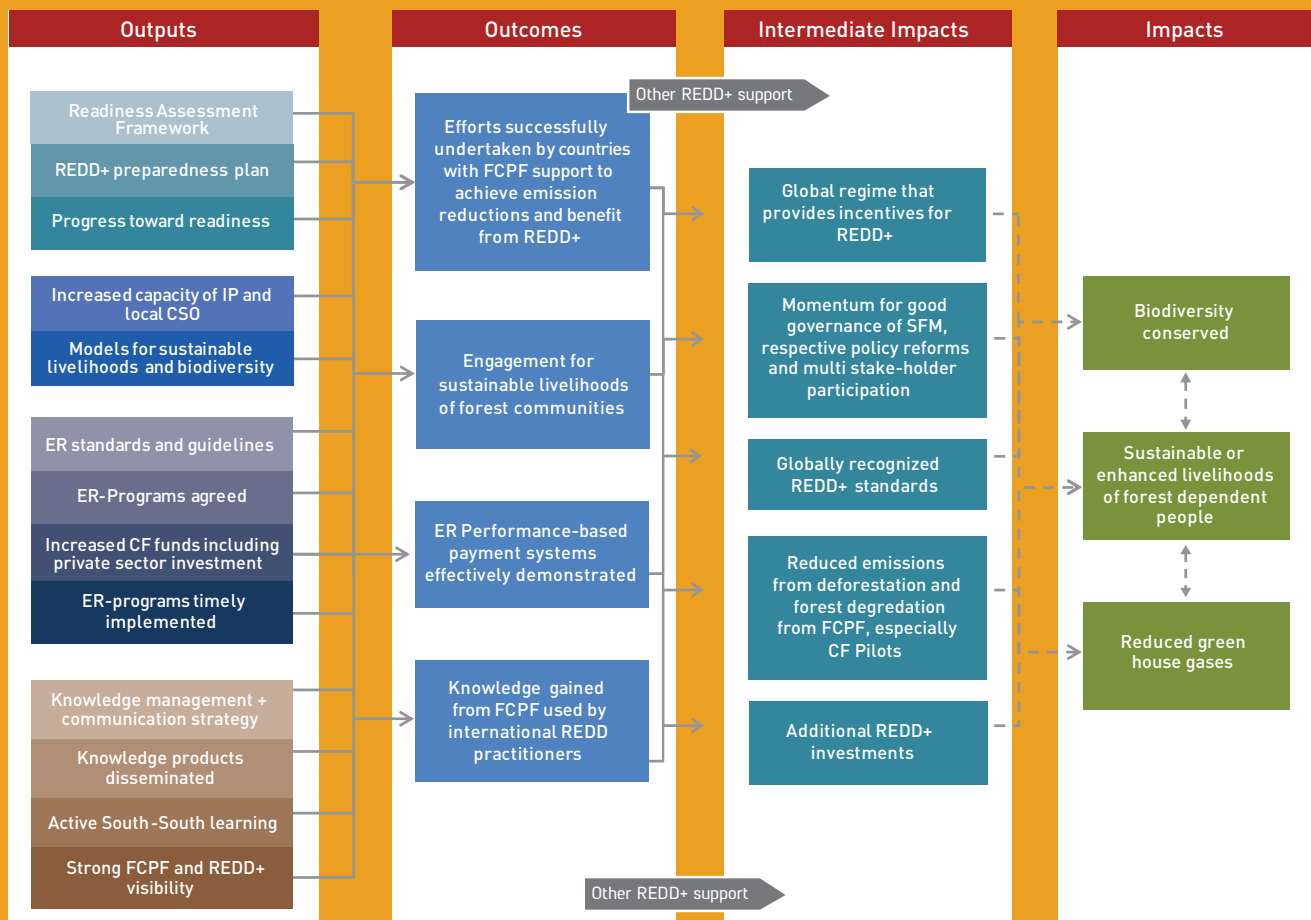 Outputs
Readiness Assessment
Framework
REDD+ preparedness plan
Progress toward readiness
Increased capacity of IP and
local CSO
Models for sustainable
livelihoods and biodiversity
ER standards and guidelines
ER-Programs agreed
Increased CF funds including
private sector investment
ER-programs timely
implemented
Knowledge management +
communication strategy
Knowledge products
disseminated
Active South-South learning
Strong FCPF and REDD+
visibility
Outcomes
Efforts successfully
undertaken by countries
with FCPF support to
achieve emission
reductions and benefit
from REDD+
Engagement for
sustainable livelihoods
of forest communities
ER Performance-based
payment systems
effectively demonstrated
Knowledge gained
from FCPF used by
international REDD
practitioners
Other REDD+ support
Other REDD+ support
Intermediate Impacts
Global regime that
provides incentives for
REDD+
Momentum for good
governance of SFM,
respective policy reforms
and multi stake-holder
participation
Globally recognized
REDD+ standards
Reduced emissions
from deforestation and
forest degredation
from FCPF, especially
CF Pilots
Additional REDD+
investments
Impacts
Biodiversity
conserved
Sustainable or
enhanced livelihoods
of forest dependent
people
Reduced green
house gases